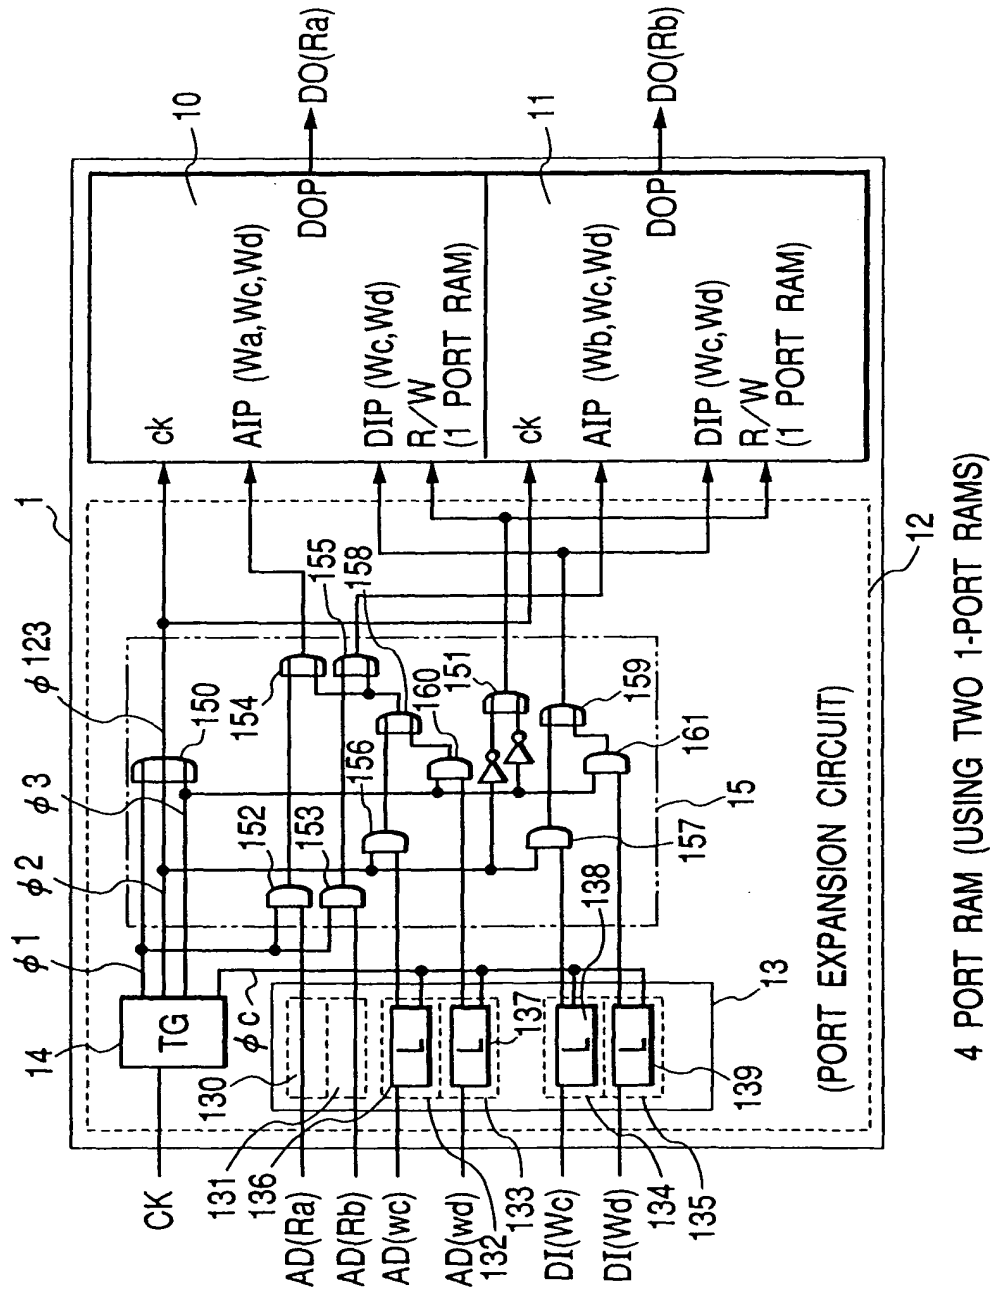 1
10
11
12
13
14
15
CK
TG
φ1
φ2
φ3
φ123
φc
150
152
153
154
155
158
156
160
151
159
161
157
130
131
136
132
133
137
138
134
135
139
AD(Ra)
AD(Rb)
AD(wc)
AD(wd)
DI(Wc)
DI(Wd)
L
L
L
L
ck
AIP (Wa,Wc,Wd)
DIP (Wc,Wd)
R/W
(1 PORT RAM)
DOP
DO(Ra)
ck
AIP (Wb,Wc,Wd)
DIP (Wc,Wd)
R/W
(1 PORT RAM)
DOP
DO(Rb)
(PORT EXPANSION CIRCUIT)
4 PORT RAM (USING TWO 1-PORT RAMS)